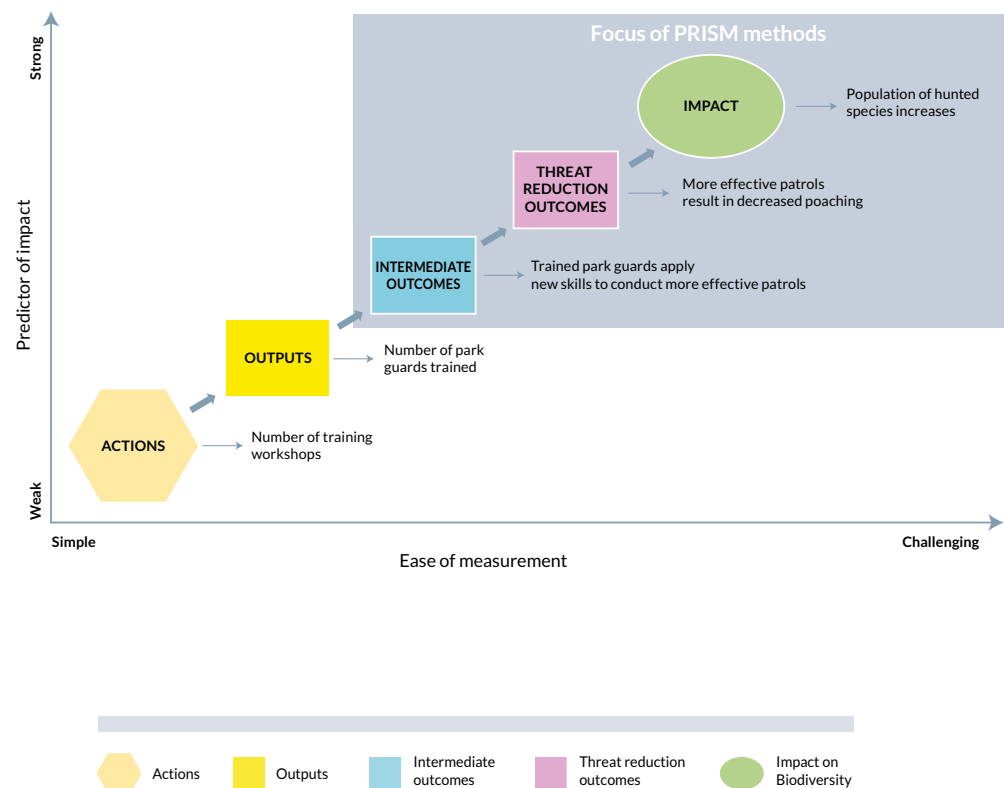 Focus of PRISM methods
Strong
Predictor of impact
Weak
IMPACT
Population of hunted
species increases
THREAT
REDUCTION
OUTCOMES
More effective patrols
result in decreased poaching
INTERMEDIATE
OUTCOMES
Trained park guards apply
new skills to conduct more effective patrols
OUTPUTS
Number of park
guards trained
ACTIONS
Number of training
workshops
Simple
Challenging
Ease of measurement
Actions
Outputs
Intermediate
outcomes
Threat reduction
outcomes
Impact on
Biodiversity